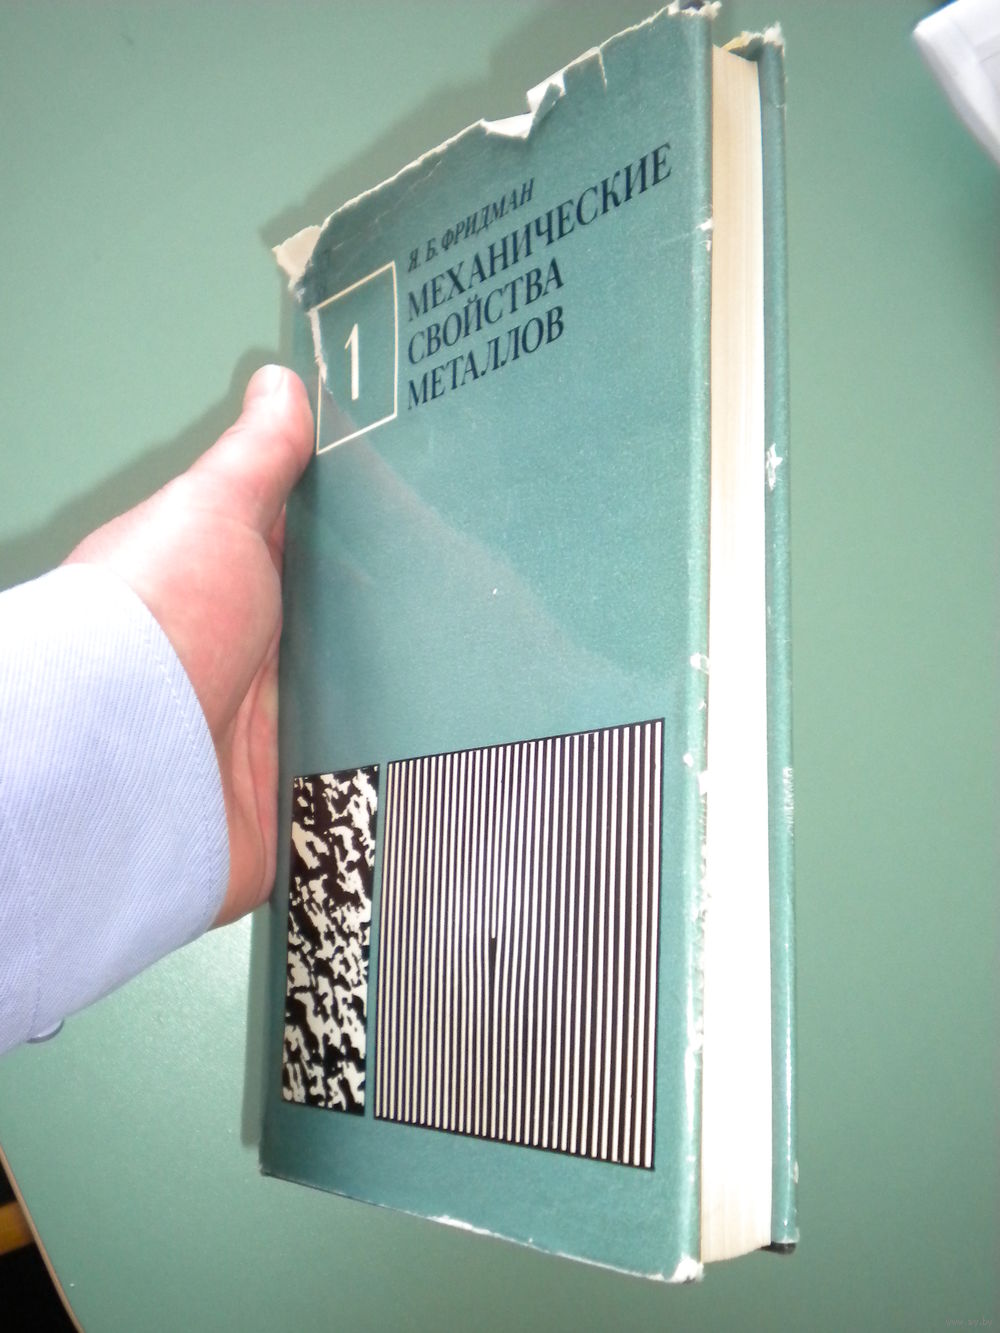 Я. Б. ФРИДМАН
МЕХАНИЧЕСКИЕ
СВОЙСТВА
МЕТАЛЛОВ
1